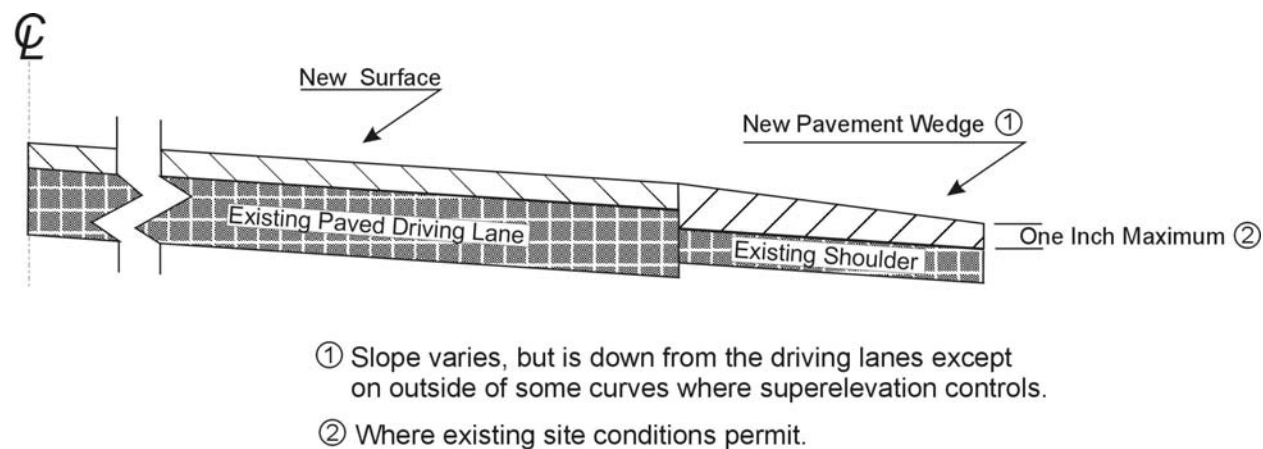 ℄
New Surface
New Pavement Wedge ①
Existing Paved Driving Lane
One Inch Maximum ②
Existing Shoulder
① Slope varies, but is down from the driving lanes except
on outside of some curves where superelevation controls.
② Where existing site conditions permit.